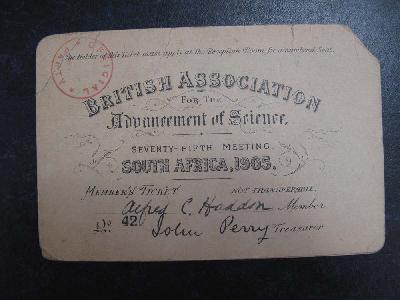 The Holder of this Ticket must apply at the Reception Room for a numbered Seat.
OFFICIAL
BRITISH ASSOCIATION
FOR THE
Advancement of Science.
SEVENTY-FIFTH MEETING
SOUTH AFRICA, 1905.
MEMBER'S TICKET NOT TRANSFERABLE.
Alfred C. Haddon Member
No 42 John Perry Treasurer